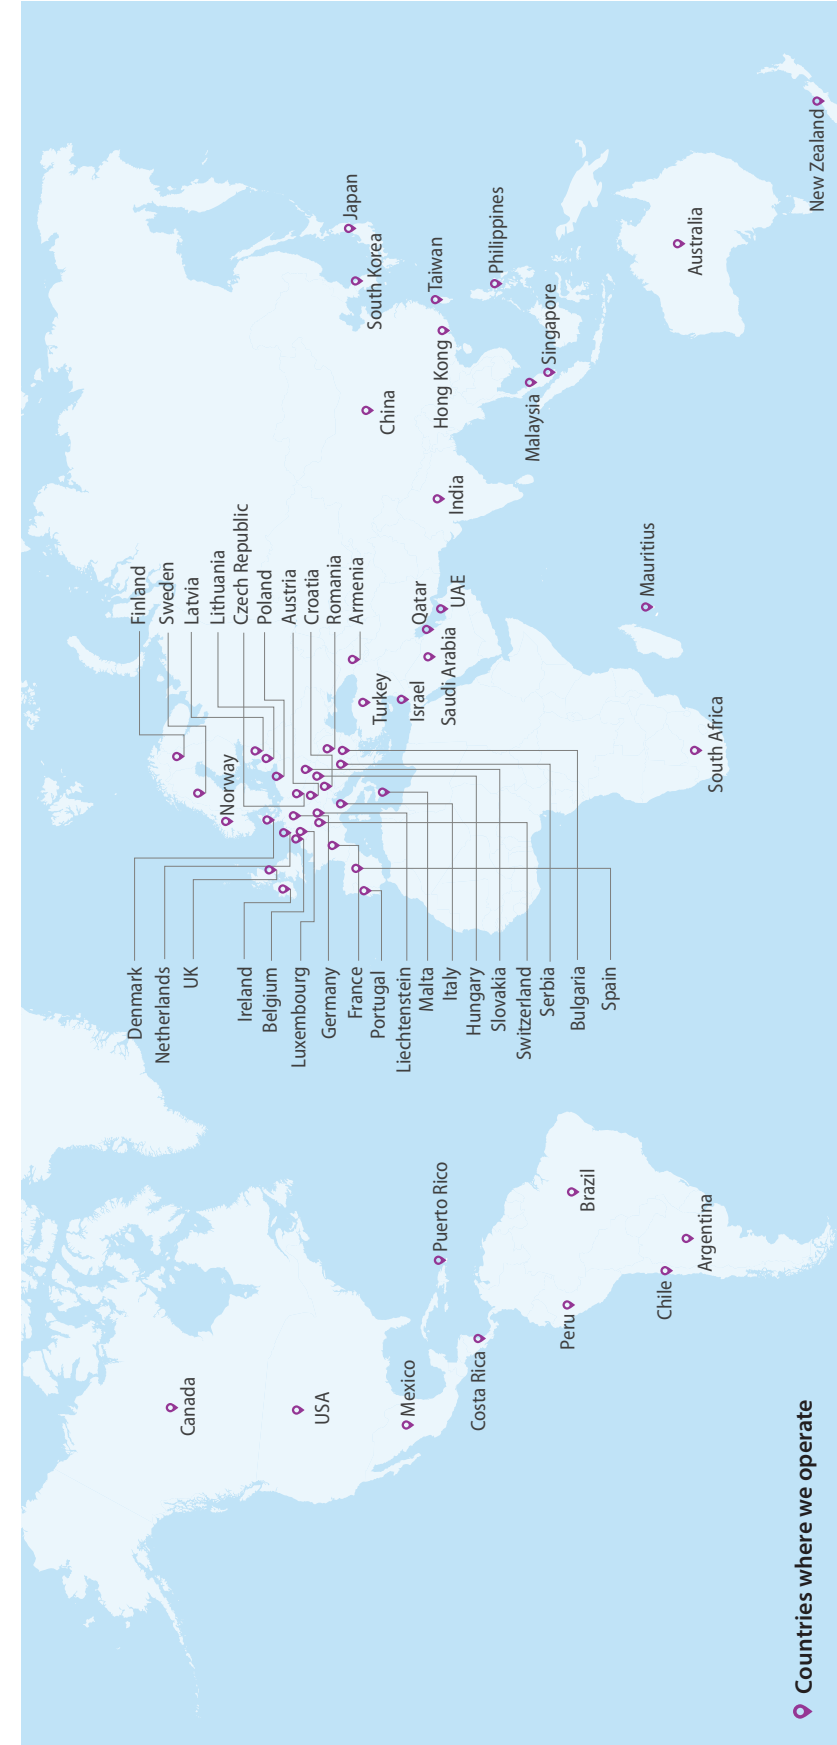 Finland
Sweden
Latvia
Lithuania
Czech Republic
Poland
Austria
Croatia
Romania
Armenia
Norway
Turkey
Israel
Saudi Arabia
Qatar
UAE
India
China
Hong Kong
Taiwan
South Korea
Japan
Philippines
Malaysia
Singapore
Australia
New Zealand
Mauritius
South Africa
Denmark
Netherlands
UK
Ireland
Belgium
Luxembourg
Germany
France
Portugal
Liechtenstein
Malta
Italy
Hungary
Slovakia
Switzerland
Serbia
Bulgaria
Spain
Canada
USA
Mexico
Puerto Rico
Costa Rica
Peru
Brazil
Chile
Argentina
Countries where we operate